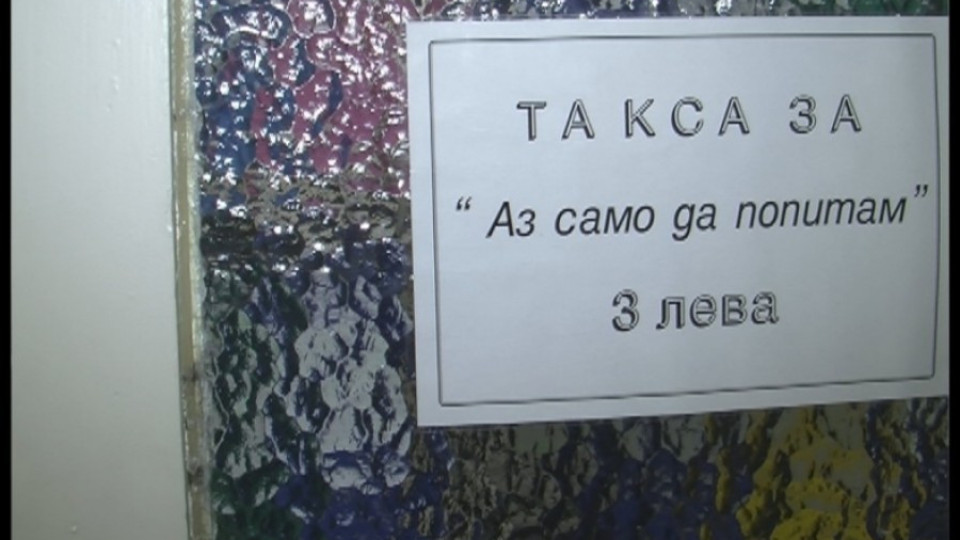 ТАКСА ЗА
“ Аз само да попитам”
3 лева